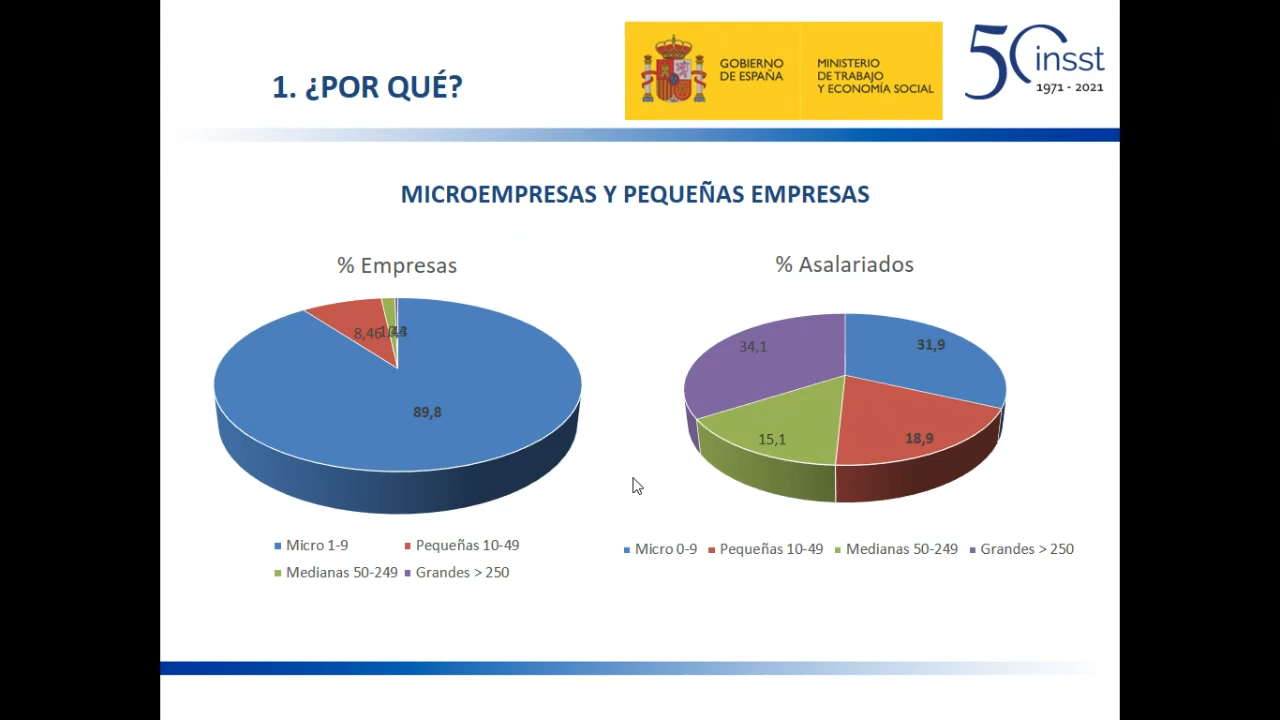 1. ¿POR QUÉ?
GOBIERNO
DE ESPAÑA
MINISTERIO
DE TRABAJO
Y ECONOMÍA SOCIAL
50 insst
1971 - 2021
MICROEMPRESAS Y PEQUEÑAS EMPRESAS
% Empresas
8,46
89,8
Micro 1-9
Pequeñas 10-49
Medianas 50-249
Grandes > 250
% Asalariados
34,1
31,9
15,1
18,9
Micro 0-9
Pequeñas 10-49
Medianas 50-249
Grandes > 250